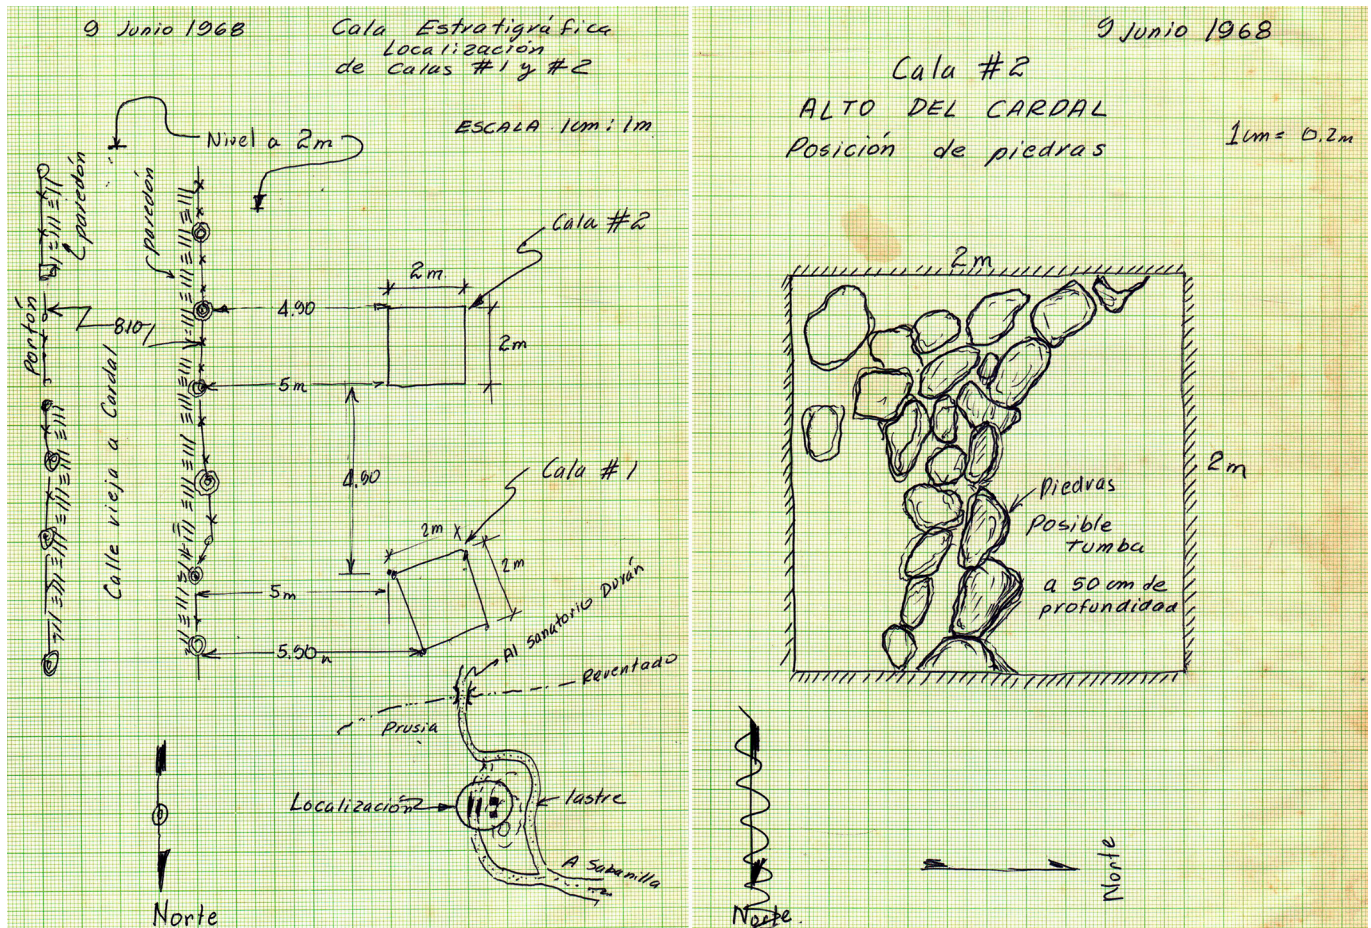 9 Junio 1968
Cala Estratigráfica
Localización
de Calas #1 y #2
ESCALA 1cm: 1m
Nivel a 2m
paredón
paredón
Cala #2
2m
4.90
2m
Portón
810
5m
Calle vieja a Cardal
4.90
Cala #1
2m
2m
5m
5.50m
Al sanatorio Durán
Reventado
Prusia
Localización
lastre
A Sabanilla
Norte
9 Junio 1968
Cala #2
ALTO DEL CARDAL
Posición de piedras
1cm = 0.2m
2m
2m
Piedras
Posible
tumba
a 50 cm de
profundidad
Norte
Norte